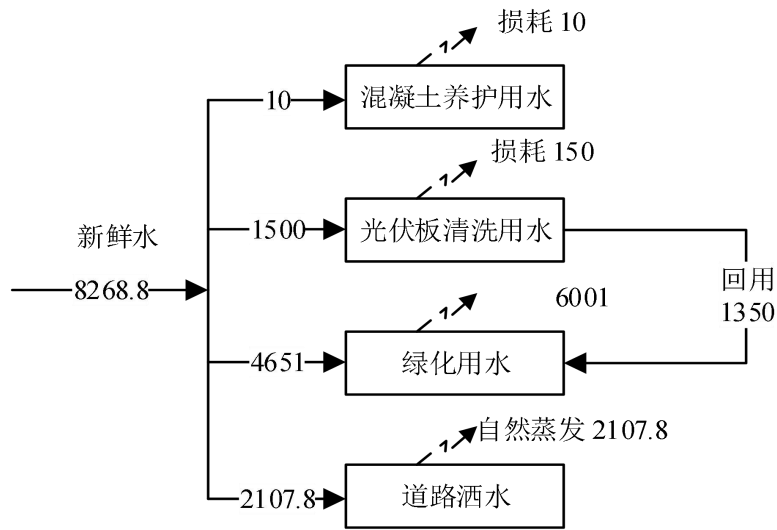 损耗 10
10
混凝土养护用水
损耗 150
新鲜水
1500
光伏板清洗用水
8268.8
回用
1350
6001
4651
绿化用水
自然蒸发 2107.8
2107.8
道路洒水